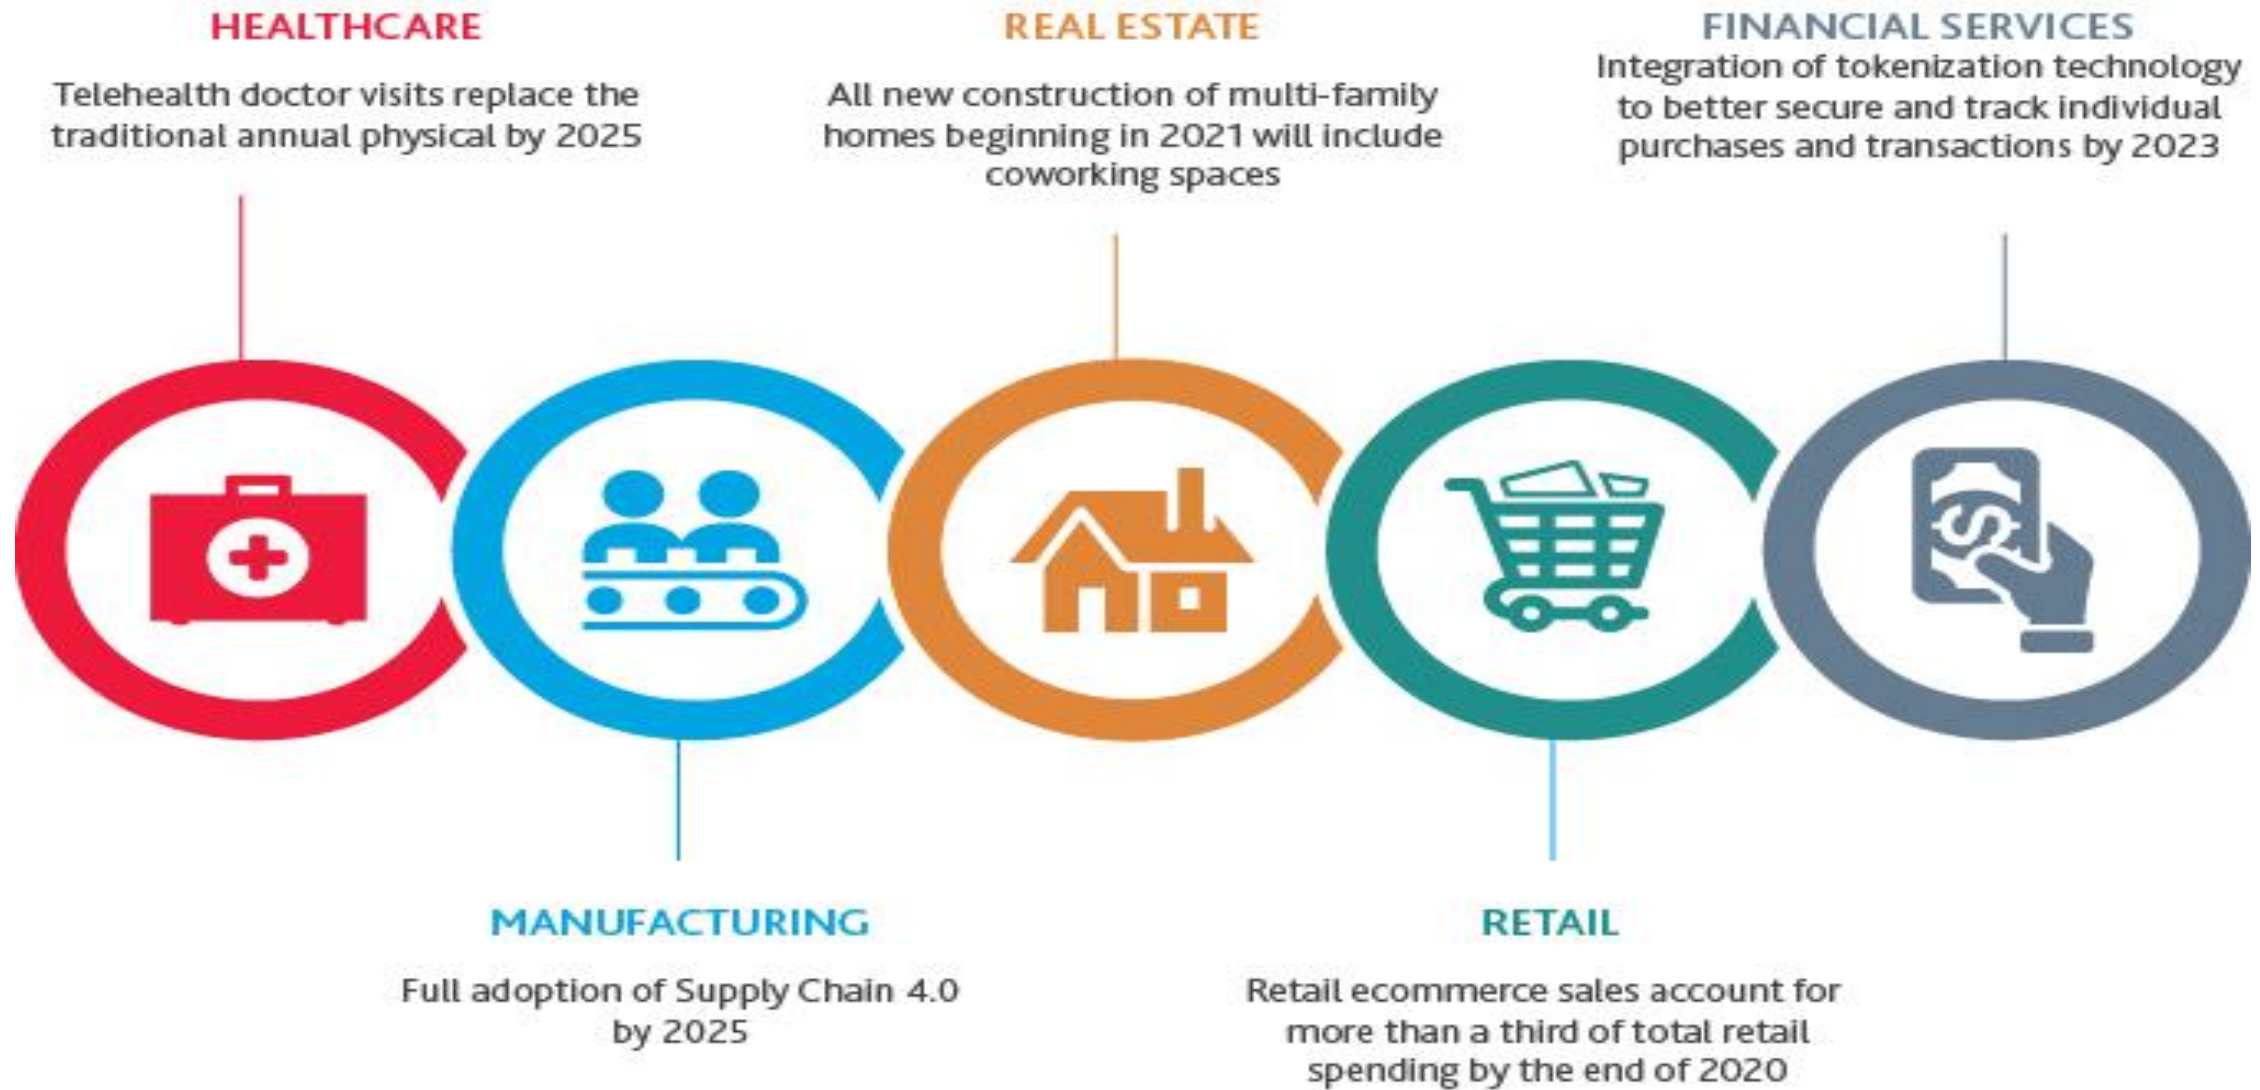 HEALTHCARE
Telehealth doctor visits replace the
traditional annual physical by 2025
REAL ESTATE
All new construction of multi-family
homes beginning in 2021 will include
coworking spaces
FINANCIAL SERVICES
Integration of tokenization technology
to better secure and track individual
purchases and transactions by 2023
$
MANUFACTURING
Full adoption of Supply Chain 4.0
by 2025
RETAIL
Retail ecommerce sales account for
more than a third of total retail
spending by the end of 2020